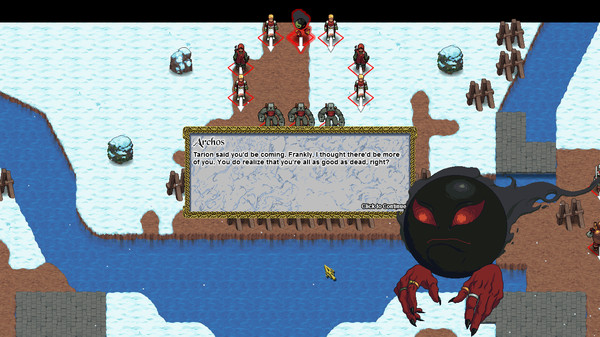 Archos
Tarion said you'd be coming. Frankly, I thought there'd be more
of you. You do realize that you're all as good as dead, right?
Click to Continue